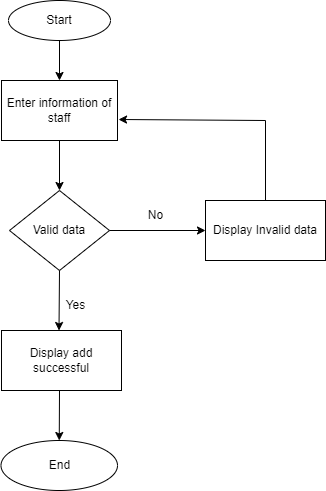 Start
Enter information of
staff
Valid data
No
Display Invalid data
Yes
Display add
successful
End